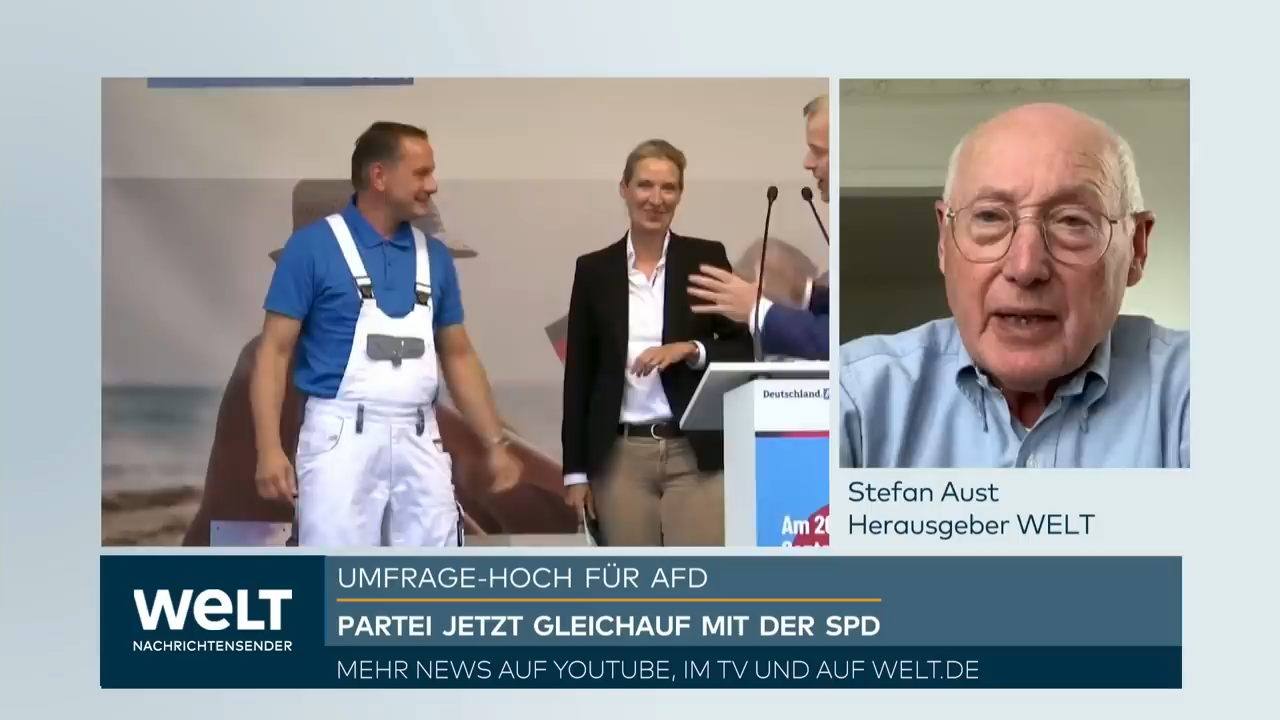 Deutschland.
Am 2
Stefan Aust
Herausgeber WELT
WELT
NACHRICHTENSENDER
UMFRAGE-HOCH FÜR AFD
PARTEI JETZT GLEICHAUF MIT DER SPD
MEHR NEWS AUF YOUTUBE, IM TV UND AUF WELT.DE